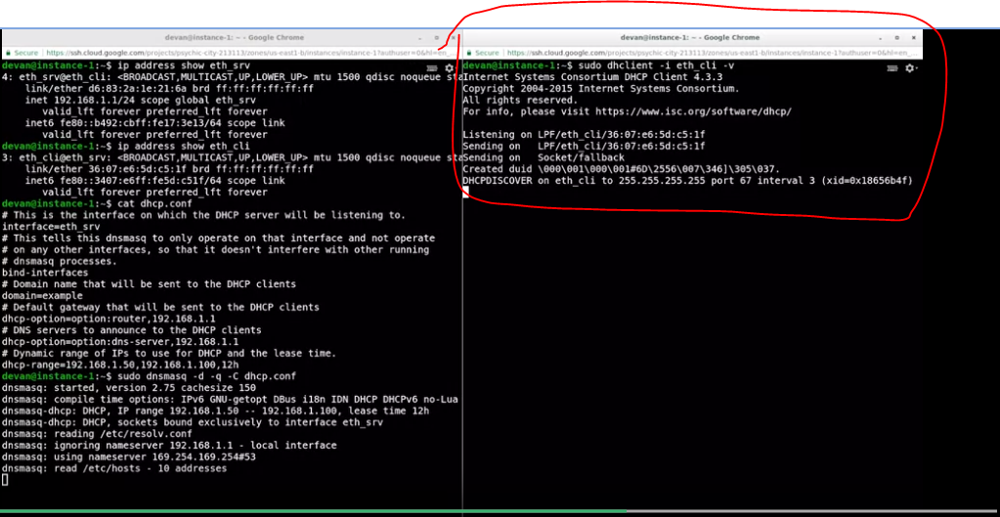 devan@instance-1: ~ - Google Chrome
Secure https://ssh.cloud.google.com/projects/psychic-city-213113/zones/us-east1-b/instances/instance-1?authuser=0&hl=en_...
devan@instance-1:~$ ip address show eth_srv
4: eth_srv@eth_cli: <BROADCAST,MULTICAST,UP,LOWER_UP> mtu 1500 qdisc noqueue sta
link/ether d6:83:2a:1e:21:6a brd ff:ff:ff:ff:ff:ff
inet 192.168.1.1/24 scope global eth_srv
valid_lft forever preferred_lft forever
inet6 fe80::b492:cbff:fe17:3e13/64 scope link
valid_lft forever preferred_lft forever
devan@instance-1:~$ ip address show eth_cli
3: eth_cli@eth_srv: <BROADCAST,MULTICAST,UP,LOWER_UP> mtu 1500 qdisc noqueue sta
link/ether 36:07:e6:5d:c5:1f brd ff:ff:ff:ff:ff:ff
inet6 fe80::3407:e6ff:fe5d:c51f/64 scope link
valid_lft forever preferred_lft forever
devan@instance-1:~$ cat dhcp.conf
# This is the interface on which the DHCP server will be listening to.
interface=eth_srv
# This tells this dnsmasq to only operate on that interface and not operate
# on any other interfaces, so that it doesn't interfere with other running
# dnsmasq processes.
bind-interfaces
# Domain name that will be sent to the DHCP clients
domain=example
# Default gateway that will be sent to the DHCP clients
dhcp-option=option:router,192.168.1.1
# DNS servers to announce to the DHCP clients
dhcp-option=option:dns-server,192.168.1.1
# Dynamic range of IPs to use for DHCP and the lease time.
dhcp-range=192.168.1.50,192.168.1.100,12h
devan@instance-1:~$ sudo dnsmasq -d -q -C dhcp.conf
dnsmasq: started, version 2.75 cachesize 150
dnsmasq: compile time options: IPv6 GNU-getopt DBus i18n IDN DHCP DHCPv6 no-Lua
dnsmasq-dhcp: DHCP, IP range 192.168.1.50 -- 192.168.1.100, lease time 12h
dnsmasq-dhcp: DHCP, sockets bound exclusively to interface eth_srv
dnsmasq: reading /etc/resolv.conf
dnsmasq: ignoring nameserver 192.168.1.1 - local interface
dnsmasq: using nameserver 169.254.169.254#53
dnsmasq: read /etc/hosts - 10 addresses
devan@instance-1: ~ - Google Chrome
Secure https://ssh.cloud.google.com/projects/psychic-city-213113/zones/us-east1-b/instances/instance-1?authuser=0&hl=en_...
devan@instance-1:~$ sudo dhclient -i eth_cli -v
Internet Systems Consortium DHCP Client 4.3.3
Copyright 2004-2015 Internet Systems Consortium.
All rights reserved.
For info, please visit https://www.isc.org/software/dhcp/
Listening on LPF/eth_cli/36:07:e6:5d:c5:1f
Sending on LPF/eth_cli/36:07:e6:5d:c5:1f
Sending on Socket/fallback
Created duid \000\001\000\001#6D\2556\007\346]\305\037.
DHCPDISCOVER on eth_cli to 255.255.255.255 port 67 interval 3 (xid=0x18656b4f)